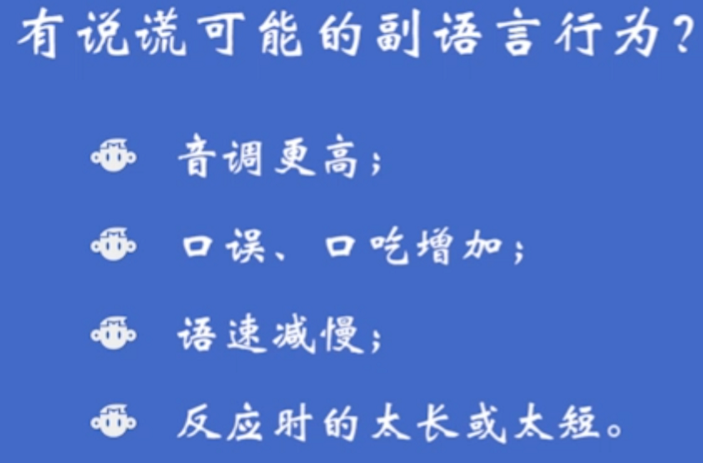 有说谎可能的副语言行为？
音调更高；
口误、口吃增加；
语速减慢；
反应时的太长或太短。